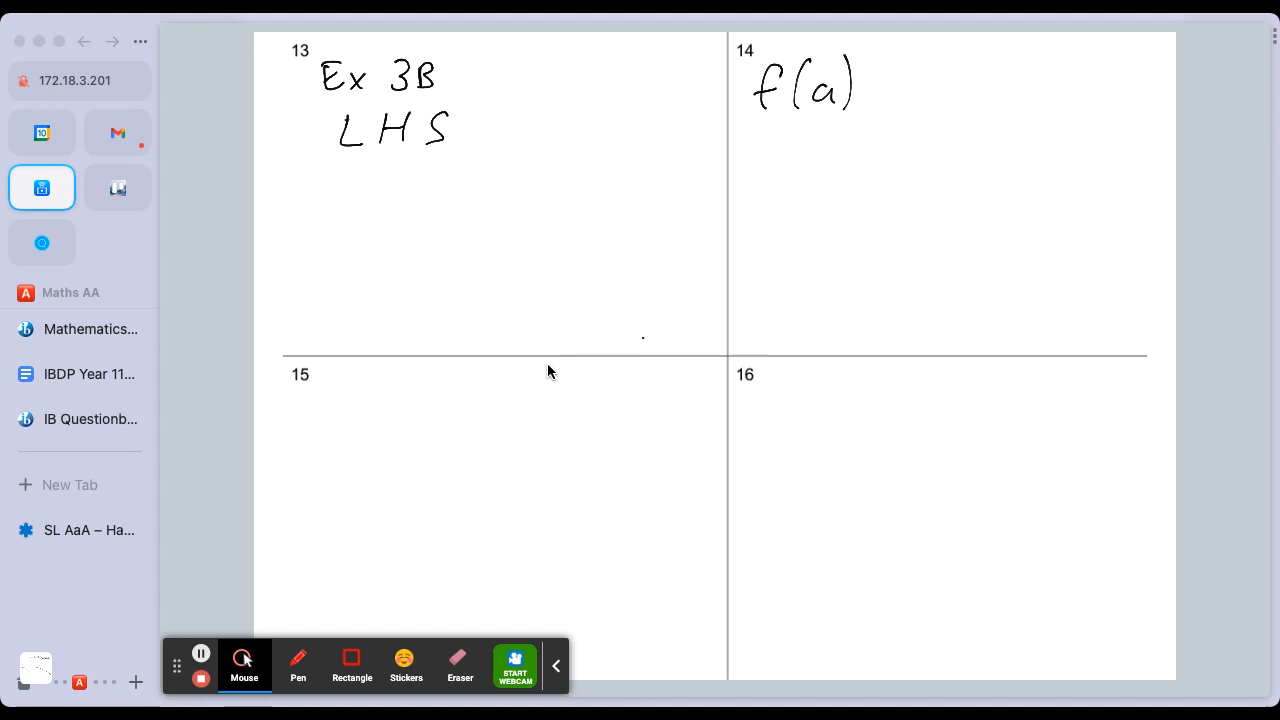 172.18.3.201
10
A Maths AA
Mathematics...
IBDP Year 11...
IB Questionb...
New Tab
SL AaA – Ha...
A
13
Ex 3B
LHS
14
f(a)
15
16
Mouse
Pen
Rectangle
Stickers
Eraser
START
WEBCAM